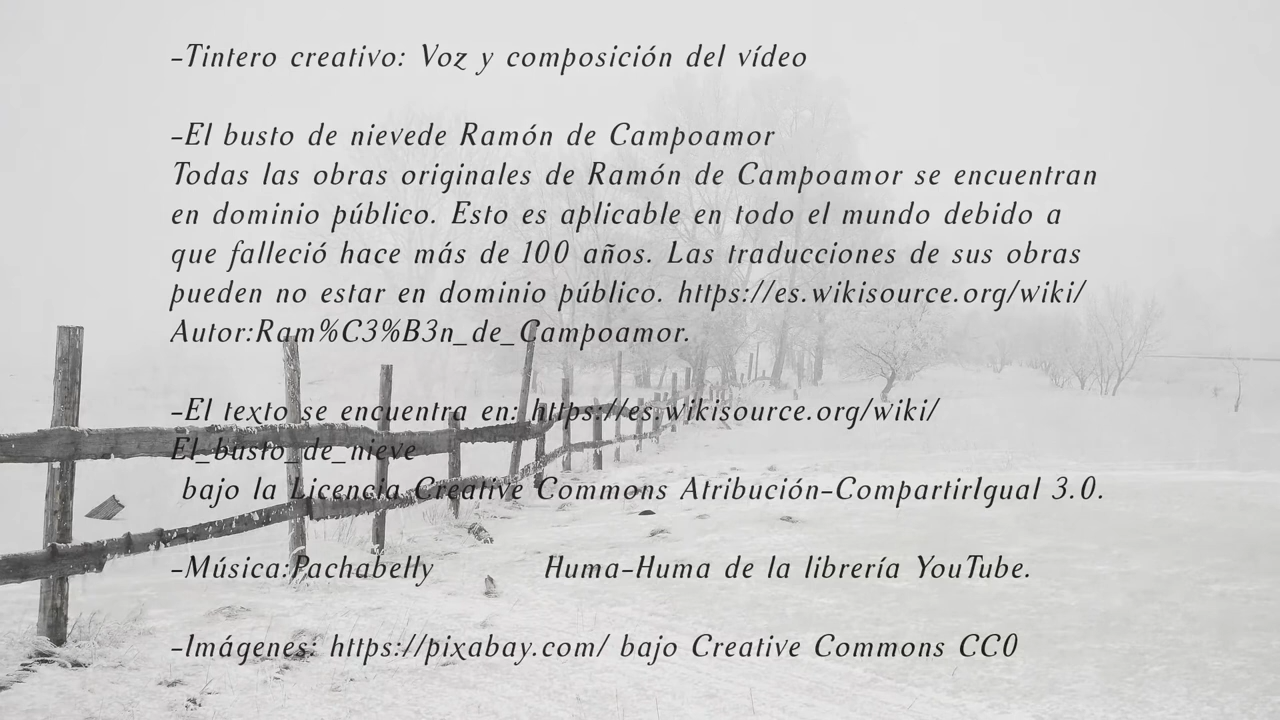 -Tintero creativo: Voz y composición del vídeo
-El busto de nievede Ramón de Campoamor
Todas las obras originales de Ramón de Campoamor se encuentran
en dominio público. Esto es aplicable en todo el mundo debido a
que falleció hace más de 100 años. Las traducciones de sus obras
pueden no estar en dominio público. https://es.wikisource.org/wiki/
Autor:Ram%C3%B3n_de_Campoamor.
-El texto se encuentra en: https://es.wikisource.org/wiki/
El_busto_de_nieve
bajo la Licencia Creative Commons Atribución-CompartirIgual 3.0.
-Música:Pachabelly Huma-Huma de la librería YouTube.
-Imágenes: https://pixabay.com/ bajo Creative Commons CC0